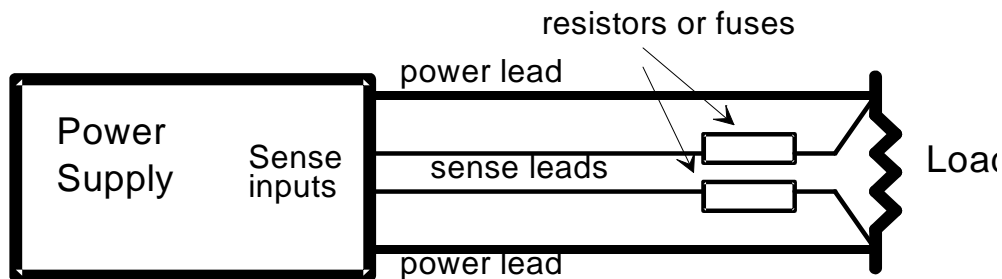 resistors or fuses
power lead
Power
Supply
Sense
inputs
sense leads
Load
power lead